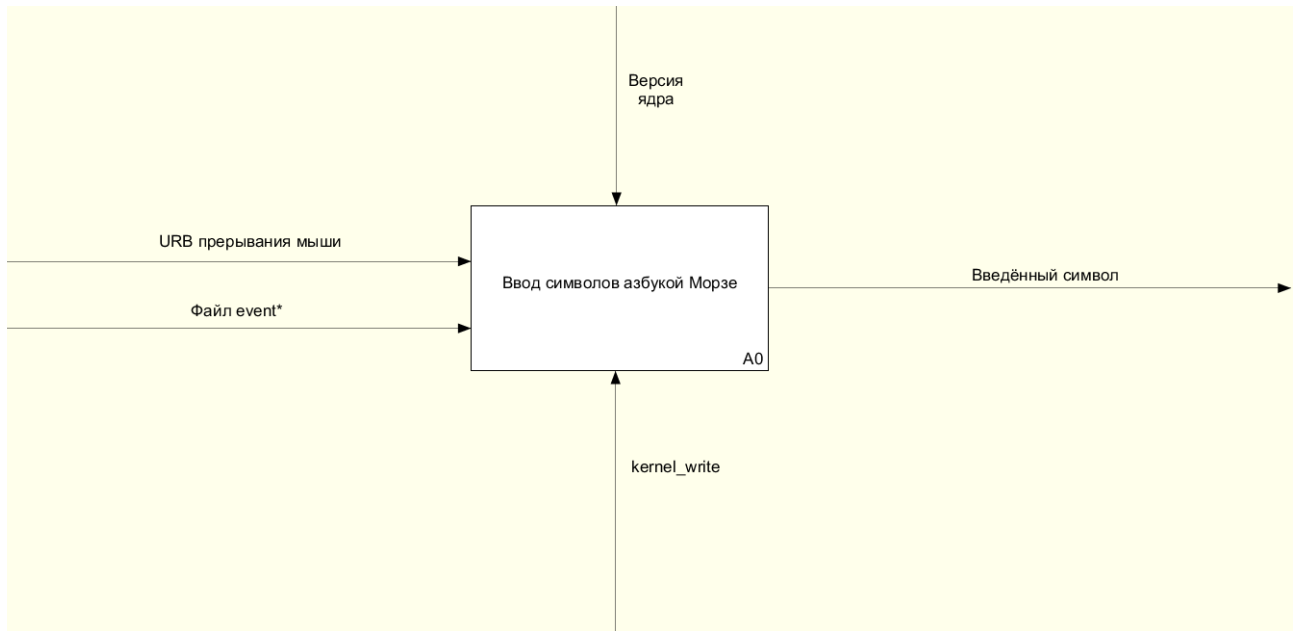 Версия
ядра
URB прерывания мыши
Ввод символов азбукой Морзе
Введённый символ
Файл event*
A0
kernel_write